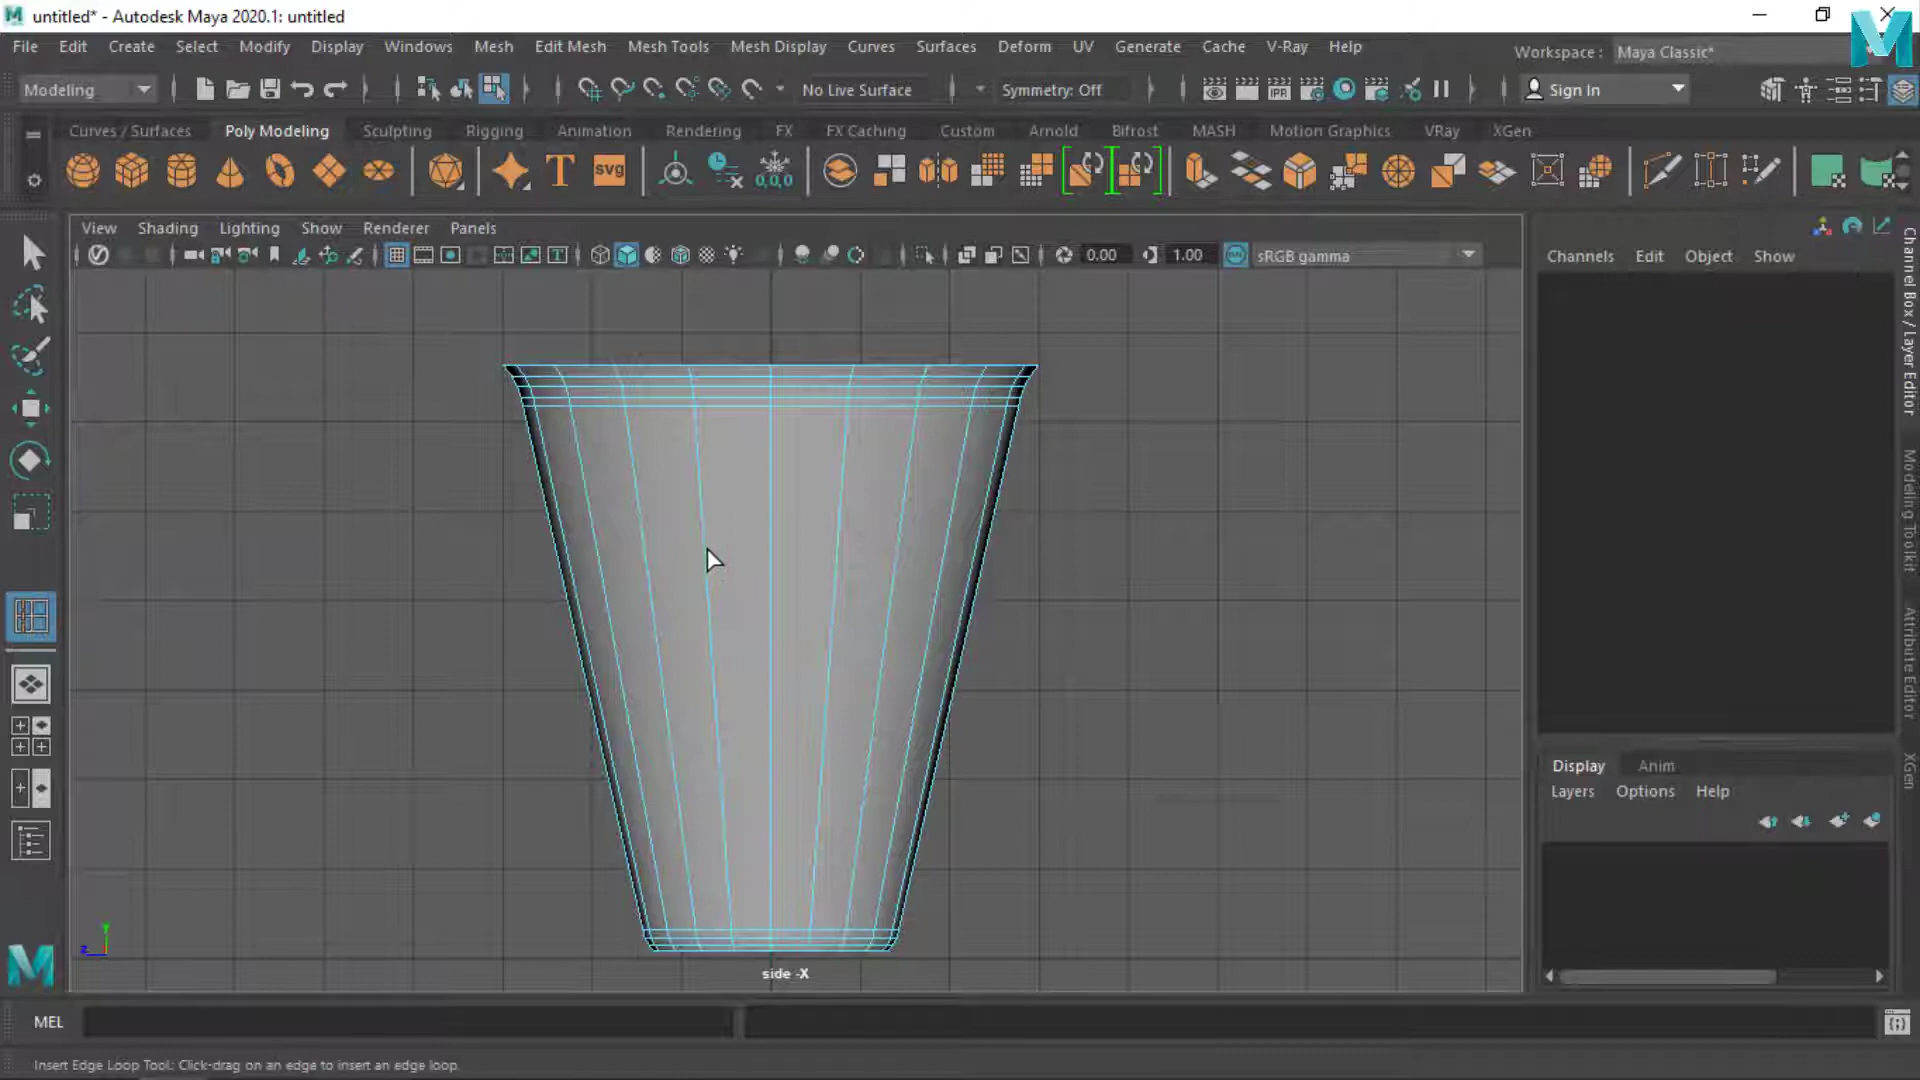 untitled* - Autodesk Maya 2020.1: untitled
File Edit Create Select Modify Display Windows Mesh Edit Mesh Mesh Tools Mesh Display Curves Surfaces Deform UV Generate Cache V-Ray Help Workspace : Maya Classic*
Modeling No Live Surface Symmetry: Off Sign In
Curves / Surfaces Poly Modeling Sculpting Rigging Animation Rendering FX FX Caching Custom Arnold Bifrost MASH Motion Graphics VRay XGen
T svg 0,0,0
View Shading Lighting Show Renderer Panels
IPR
0.00 1.00 sRGB gamma
Channels Edit Object Show
Channel Box / Layer Editor
Modeling Toolkit
Attribute Editor
XGen
Display Anim
Layers Options Help
Y
z
side -X
MEL
Insert Edge Loop Tool: Click-drag on an edge to insert an edge loop.